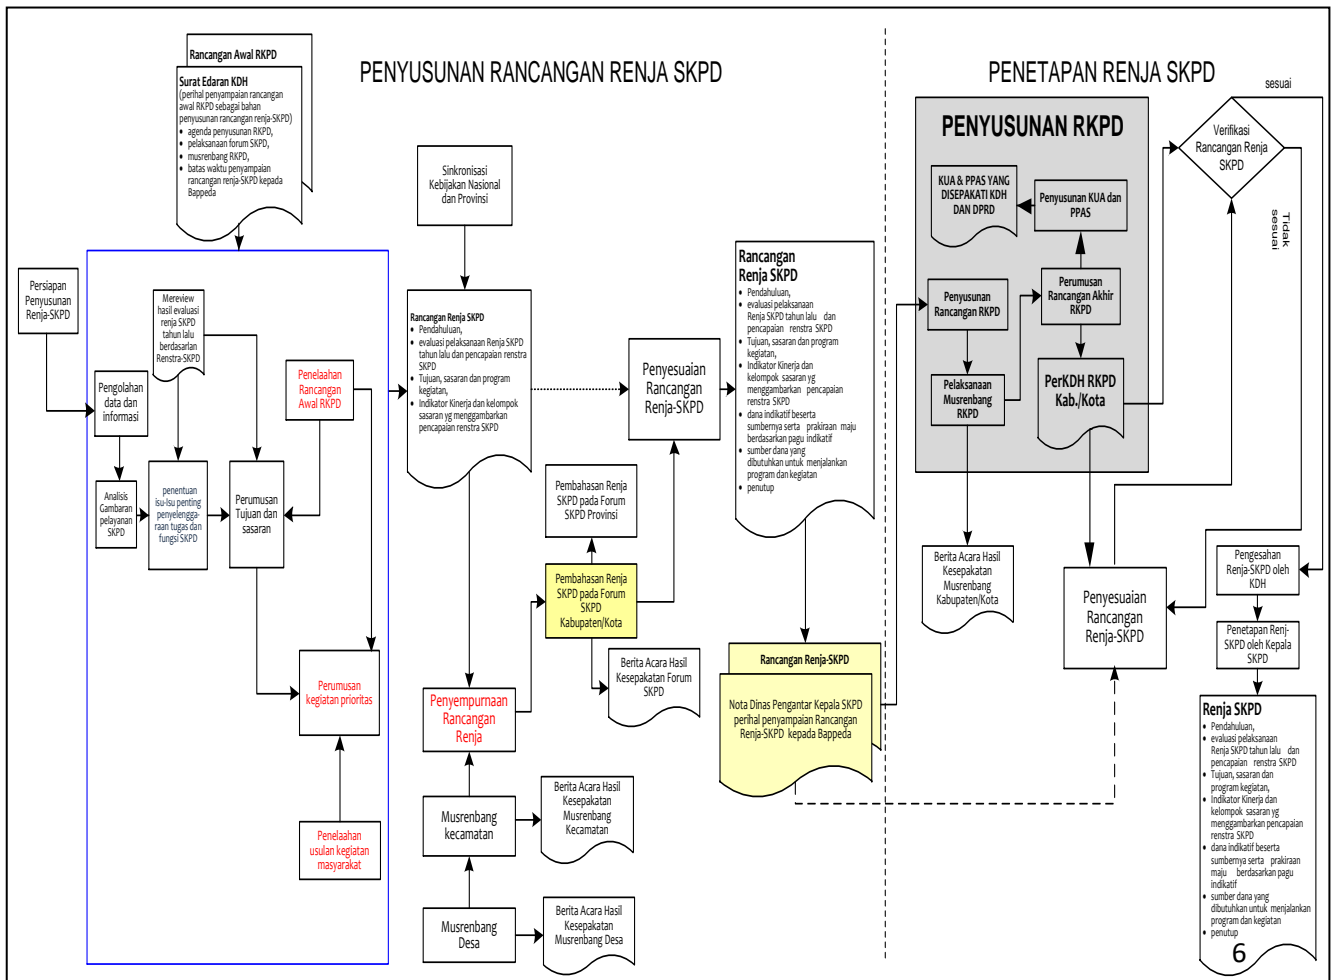 PENYUSUNAN RANCANGAN RENJA SKPD
PENETAPAN RENJA SKPD
Rancangan Awal RKPD
Surat Edaran KDH
(perihal penyampaian rancangan
awal RKPD sebagai bahan
penyusunan rancangan renja-SKPD)
• agenda penyusunan RKPD,
• pelaksanaan forum SKPD,
• musrenbang RKPD,
• batas waktu penyampaian
rancangan renja-SKPD kepada
Bappeda
Persiapan
Penyusunan
Renja-SKPD
Pengolahan
data dan
informasi
Analisis
Gambaran
pelayanan
SKPD
Mereview
hasil evaluasi
renja SKPD
tahun lalu
berdasarlan
Renstra-SKPD
penentuan
isu-Isu penting
penyelengga-
raan tugas dan
fungsi SKPD
Perumusan
Tujuan dan
sasaran
Penelaahan
Rancangan
Awal RKPD
Perumusan
kegiatan prioritas
Penelaahan
usulan kegiatan
masyarakat
Sinkronisasi
Kebijakan Nasional
dan Provinsi
Rancangan Renja SKPD
• Pendahuluan,
• evaluasi pelaksanaan Renja SKPD
tahun lalu dan pencapaian renstra
SKPD
• Tujuan, sasaran dan program
kegiatan,
• Indikator Kinerja dan kelompok
sasaran yg menggambarkan
pencapaian renstra SKPD
Penyempurnaan
Rancangan
Renja
Musrenbang
kecamatan
Musrenbang
Desa
Berita Acara Hasil
Kesepakatan
Musrenbang
Kecamatan
Berita Acara Hasil
Kesepakatan
Musrenbang Desa
Pembahasan Renja
SKPD pada Forum
SKPD Provinsi
Pembahasan Renja
SKPD pada Forum
SKPD
Kabupaten/Kota
Berita Acara Hasil
Kesepakatan Forum
SKPD
Penyesuaian
Rancangan
Renja-SKPD
Rancangan
Renja SKPD
• Pendahuluan,
• evaluasi pelaksanaan
Renja SKPD tahun lalu dan
pencapaian renstra SKPD
• Tujuan, sasaran dan program
kegiatan,
• Indikator Kinerja dan
kelompok sasaran yg
menggambarkan pencapaian
renstra SKPD
• dana indikatif beserta
sumbernya serta prakiraan maju
berdasarkan pagu indikatif
• sumber dana yang
dibutuhkan untuk menjalankan
program dan kegiatan
• penutup
Rancangan Renja-SKPD
Nota Dinas Pengantar Kepala SKPD
perihal penyampaian Rancangan
Renja-SKPD kepada Bappeda
PENYUSUNAN RKPD
KUA & PPAS YANG
DISEPAKATI KDH
DAN DPRD
Penyusunan KUA dan
PPAS
Penyusunan
Rancangan RKPD
Perumusan
Rancangan Akhir
RKPD
Pelaksanaan
Musrenbang
RKPD
PerKDH RKPD
Kab./Kota
Berita Acara Hasil
Kesepakatan
Musrenbang
Kabupaten/Kota
Penyesuaian
Rancangan
Renja-SKPD
Verifikasi
Rancangan Renja
SKPD
sesuai
Tidak
sesuai
Pengesahan
Renja-SKPD oleh
KDH
Penetapan Renj-
SKPD oleh Kepala
SKPD
Renja SKPD
• Pendahuluan,
• evaluasi pelaksanaan
Renja SKPD tahun lalu dan
pencapaian renstra SKPD
• Tujuan, sasaran dan
program kegiatan,
• Indikator Kinerja dan
kelompok sasaran yg
menggambarkan pencapaian
renstra SKPD
• dana indikatif beserta
sumbernya serta prakiraan
maju berdasarkan pagu
indikatif
• sumber dana yang
dibutuhkan untuk menjalankan
program dan kegiatan
• penutup
6